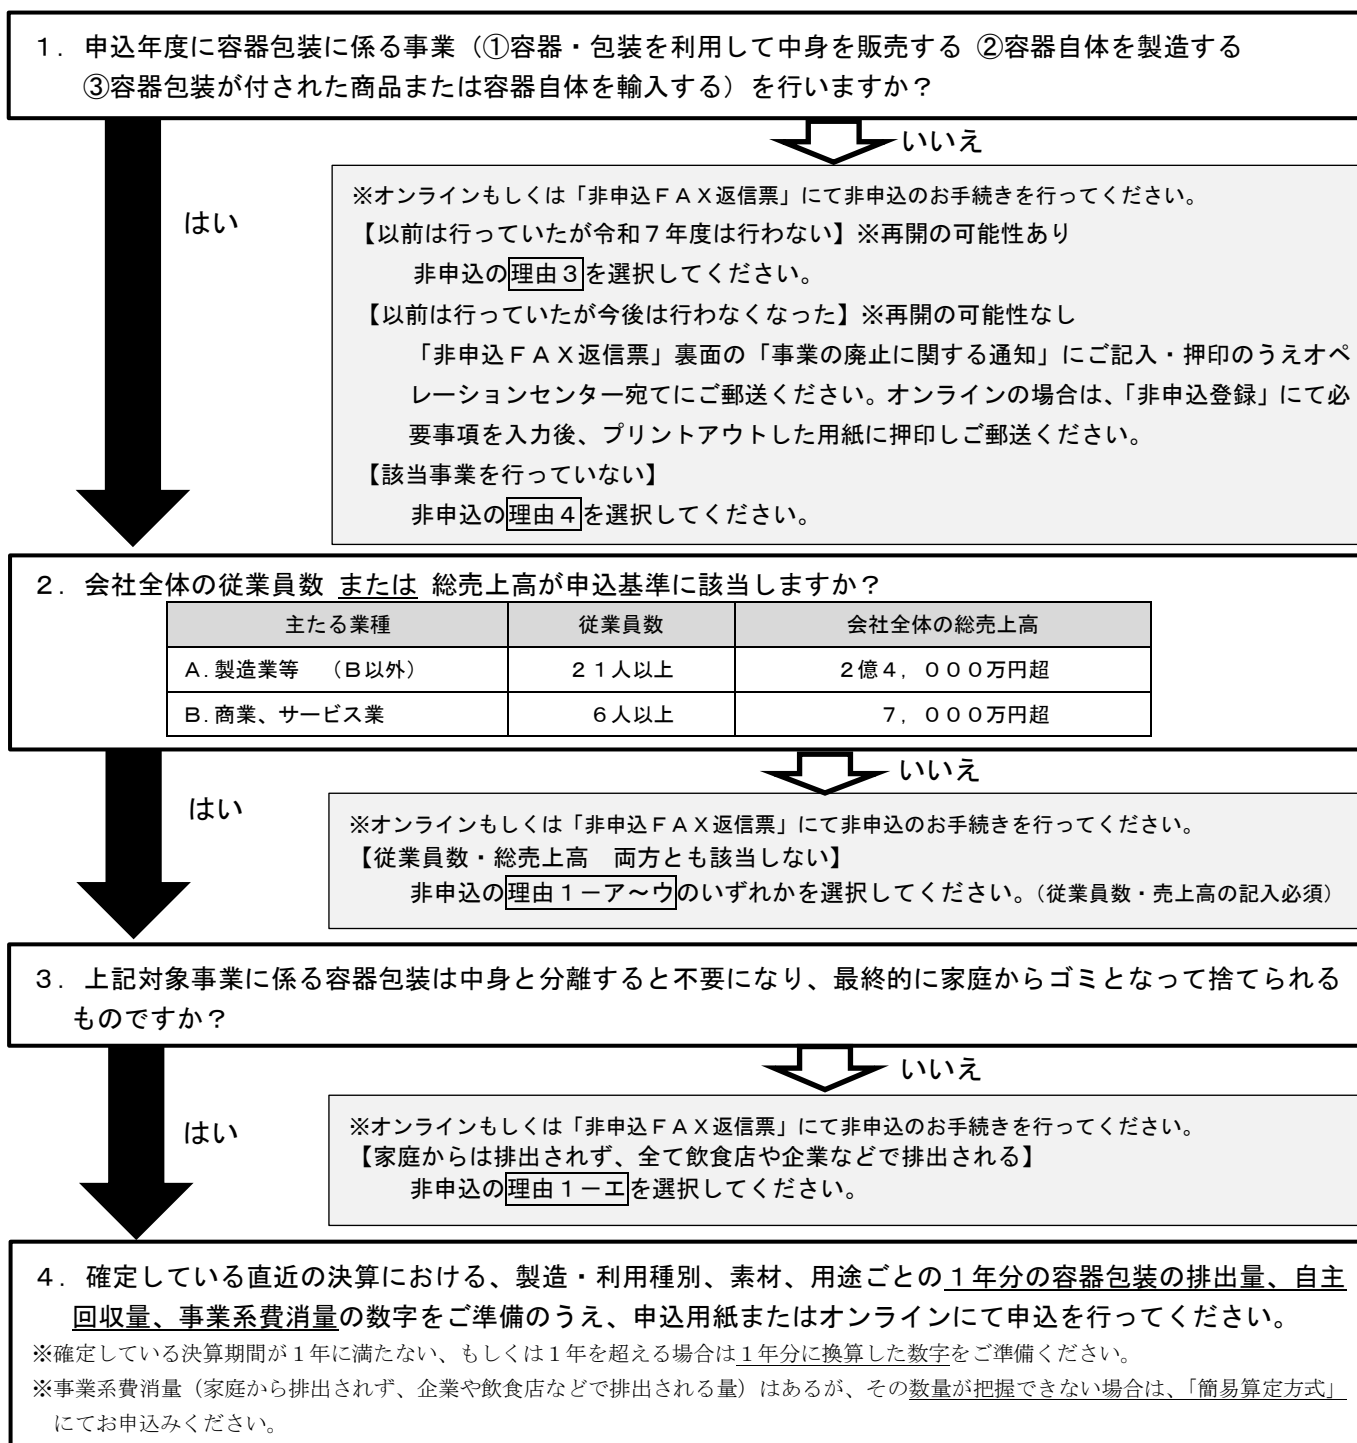 １．申込年度に容器包装に係る事業（①容器・包装を利用して中身を販売する ②容器自体を製造する
③容器包装が付された商品または容器自体を輸入する）を行いますか？
いいえ
はい
※オンラインもしくは「非申込ＦＡＸ返信票」にて非申込のお手続きを行ってください。
【以前は行っていたが令和７年度は行わない】※再開の可能性あり
非申込の理由３を選択してください。
【以前は行っていたが今後は行わなくなった】※再開の可能性なし
「非申込ＦＡＸ返信票」裏面の「事業の廃止に関する通知」にご記入・押印のうえオペ
レーションセンター宛てにご郵送ください。オンラインの場合は、「非申込登録」にて必
要事項を入力後、プリントアウトした用紙に押印しご郵送ください。
【該当事業を行っていない】
非申込の理由４を選択してください。
２．会社全体の従業員数 または 総売上高が申込基準に該当しますか？
主たる業種 従業員数 会社全体の総売上高
Ａ．製造業等　（Ｂ以外） ２１人以上 ２億４，０００万円超
Ｂ．商業、サービス業 ６人以上 ７，０００万円超
いいえ
はい
※オンラインもしくは「非申込ＦＡＸ返信票」にて非申込のお手続きを行ってください。
【従業員数・総売上高　両方とも該当しない】
非申込の理由１－ア～ウのいずれかを選択してください。（従業員数・売上高の記入必須）
３．上記対象事業に係る容器包装は中身と分離すると不要になり、最終的に家庭からゴミとなって捨てられる
ものですか？
いいえ
はい
※オンラインもしくは「非申込ＦＡＸ返信票」にて非申込のお手続きを行ってください。
【家庭からは排出されず、全て飲食店や企業などで排出される】
非申込の理由１－エを選択してください。
４．確定している直近の決算における、製造・利用種別、素材、用途ごとの１年分の容器包装の排出量、自主
回収量、事業系費消量の数字をご準備のうえ、申込用紙またはオンラインにて申込を行ってください。
※確定している決算期間が１年に満たない、もしくは１年を超える場合は１年分に換算した数字をご準備ください。
※事業系費消量（家庭から排出されず、企業や飲食店などで排出される量）はあるが、その数量が把握できない場合は、「簡易算定方式」
にてお申込みください。